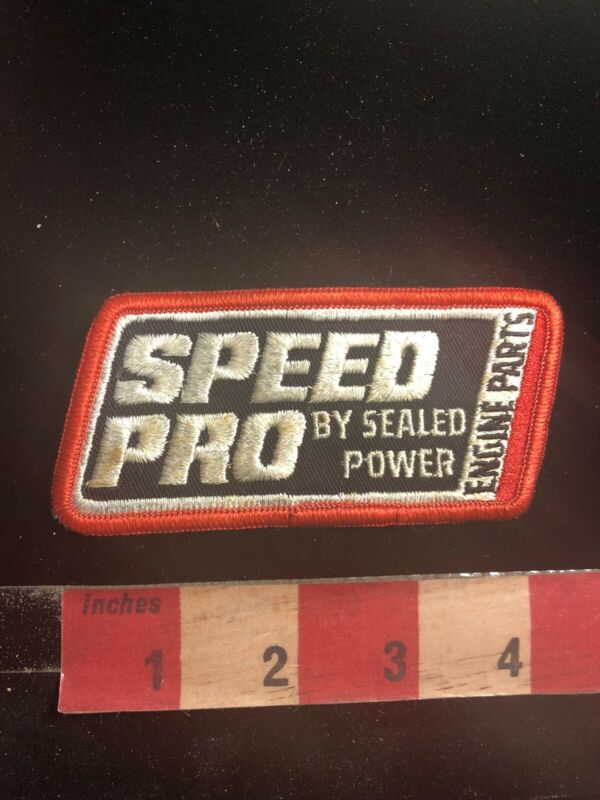 SPEED
PRO
BY SEALED
POWER
ENGINE PARTS
inches
1 2 3 4